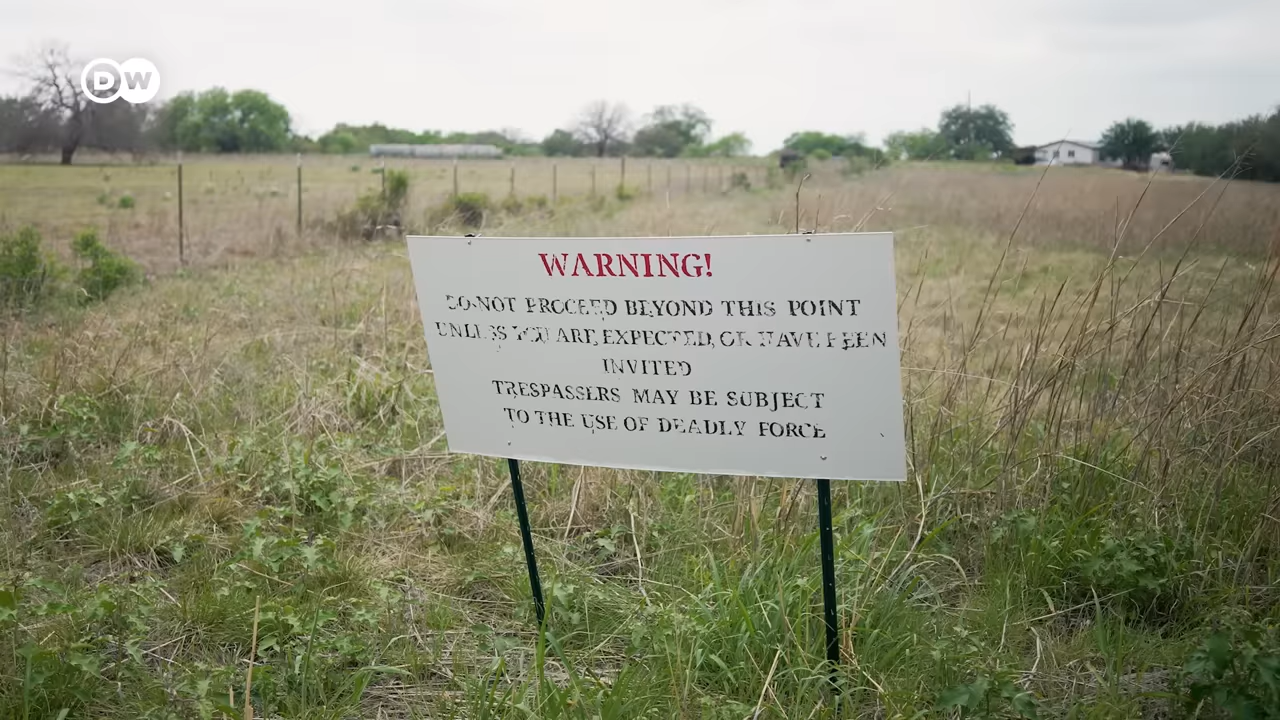 DW
WARNING!
DO NOT PROCEED BEYOND THIS POINT
UNLESS YOU ARE EXPECTED, OR HAVE BEEN
INVITED
TRESPASSERS MAY BE SUBJECT
TO THE USE OF DEADLY FORCE